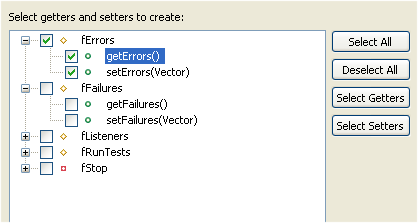 Select getters and setters to create:
fErrors
getErrors()
setErrors(Vector)
fFailures
getFailures()
setFailures(Vector)
fListeners
fRunTests
fStop
Select All
Deselect All
Select Getters
Select Setters